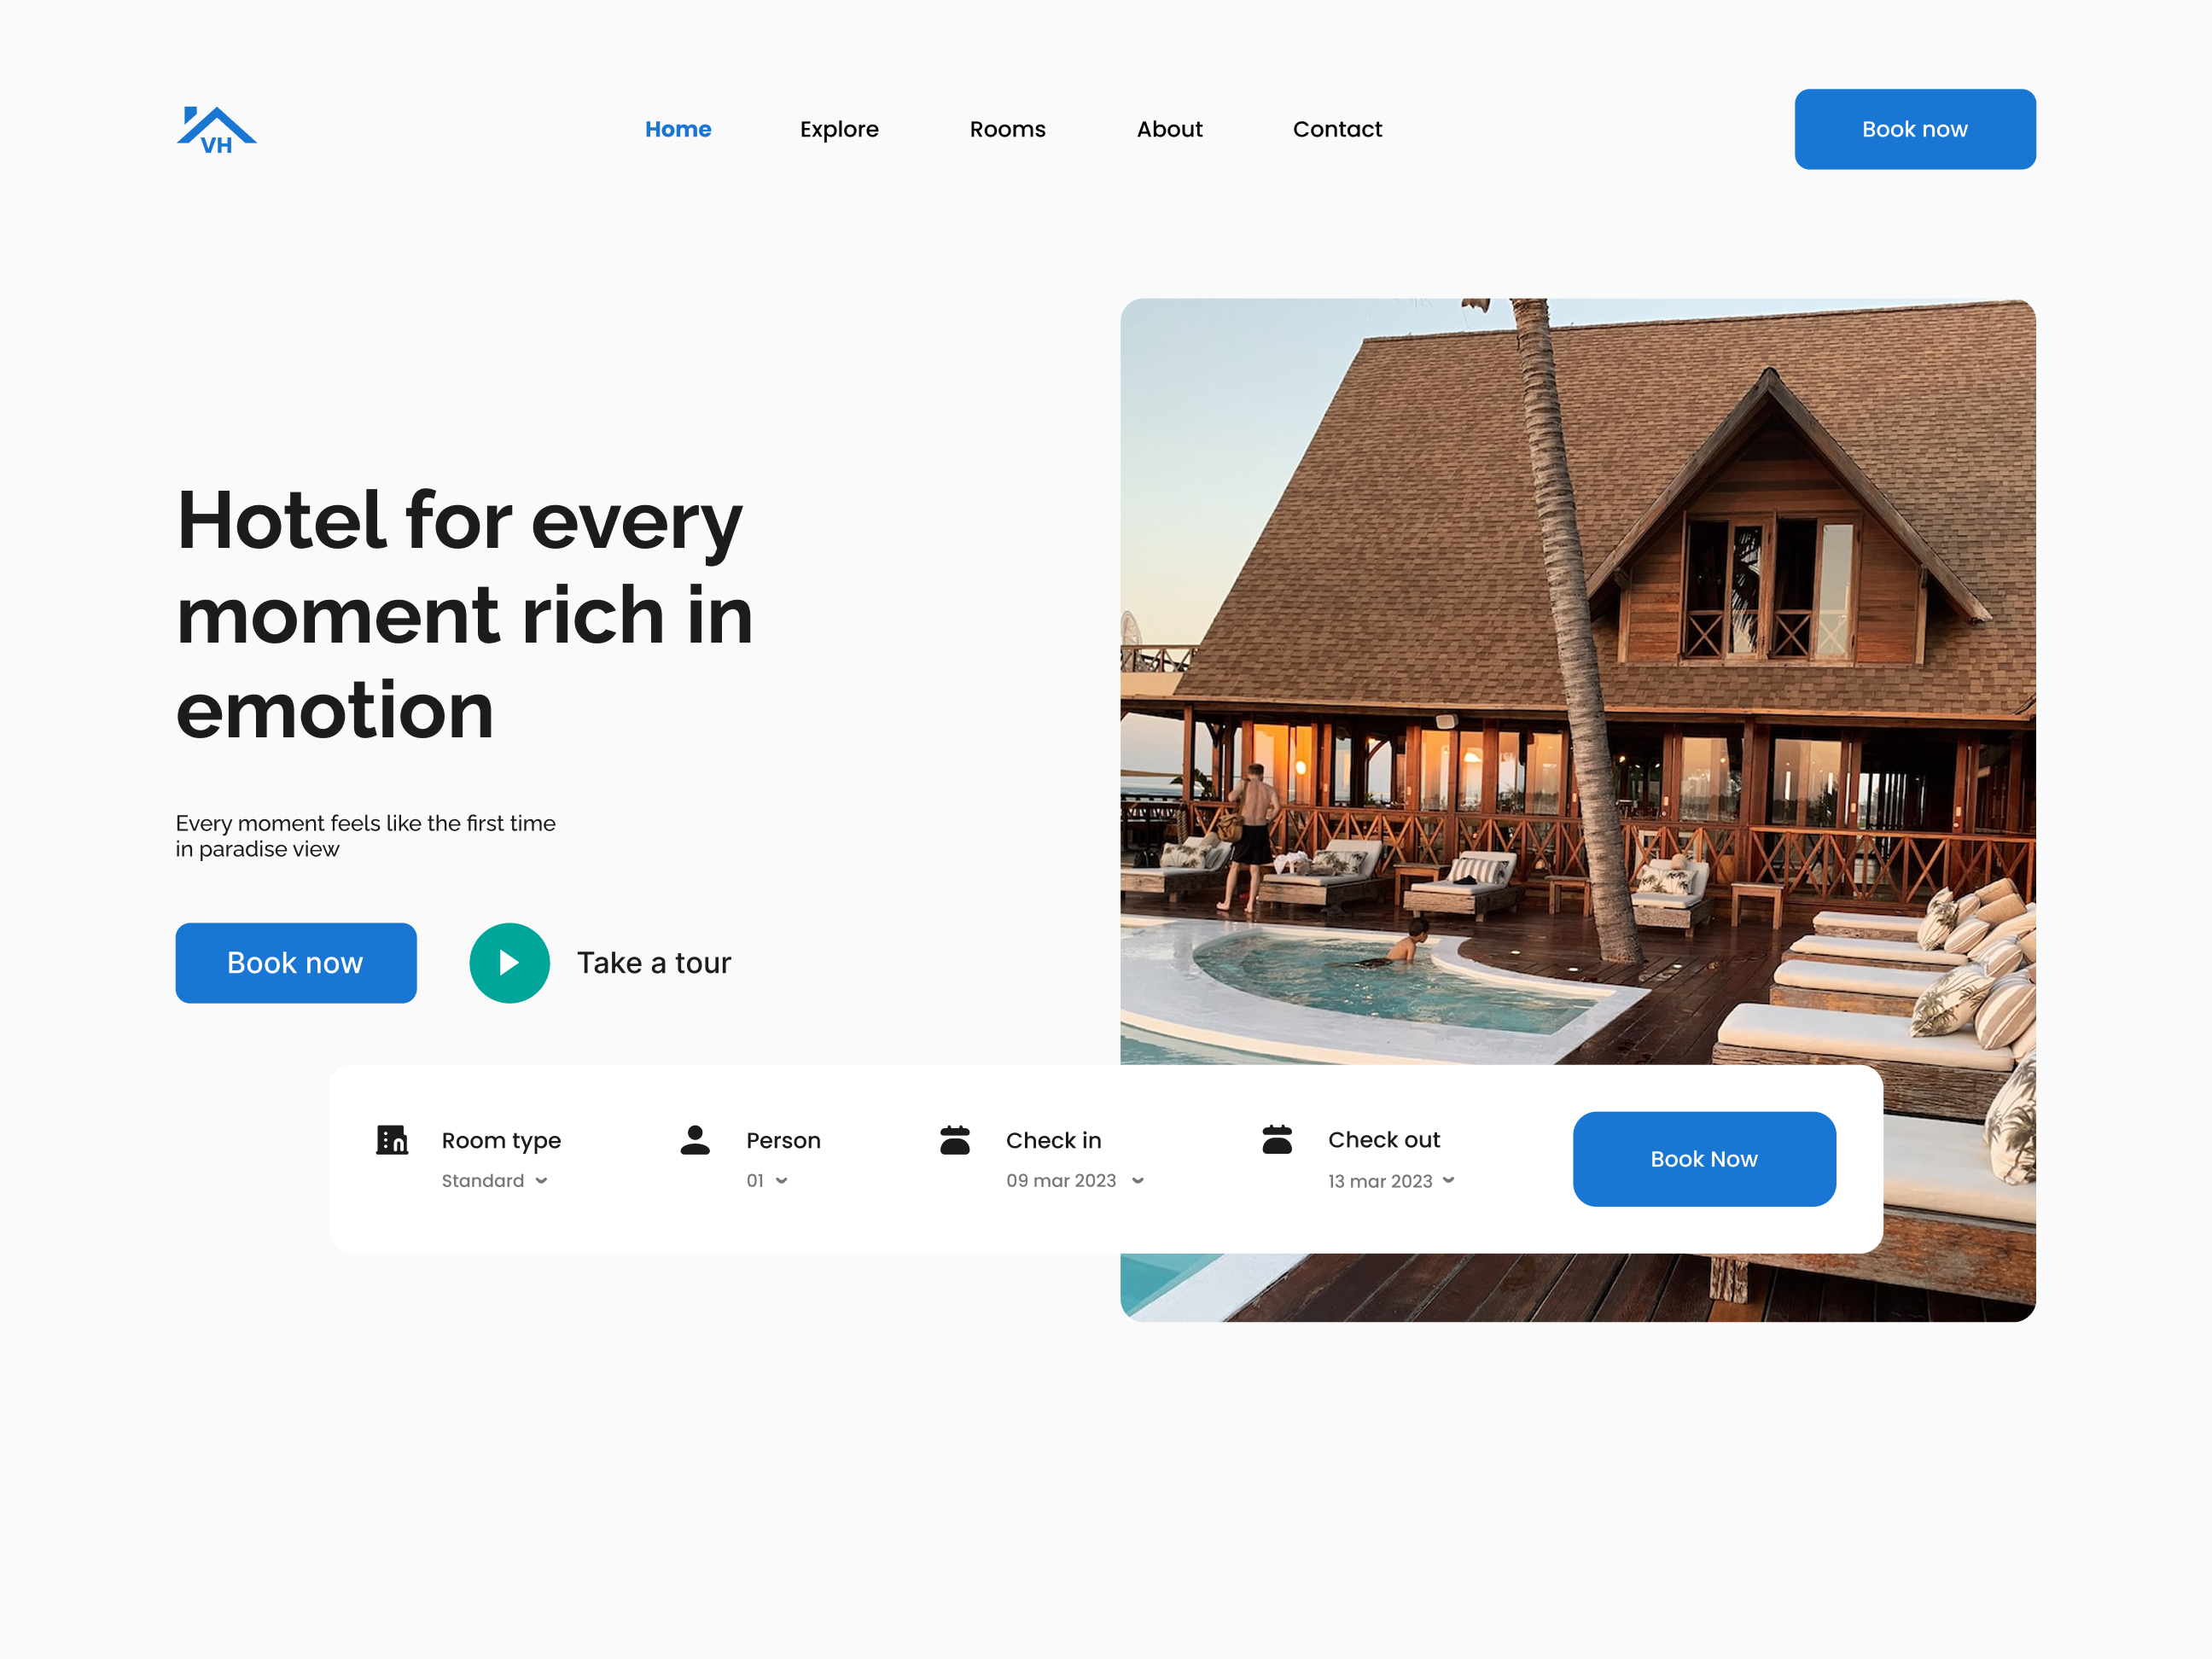 VH
Home
Explore
Rooms
About
Contact
Book now
Hotel for every
moment rich in
emotion
Every moment feels like the first time
in paradise view
Book now
Take a tour
Room type
Standard
Person
01
Check in
09 mar 2023
Check out
13 mar 2023
Book Now